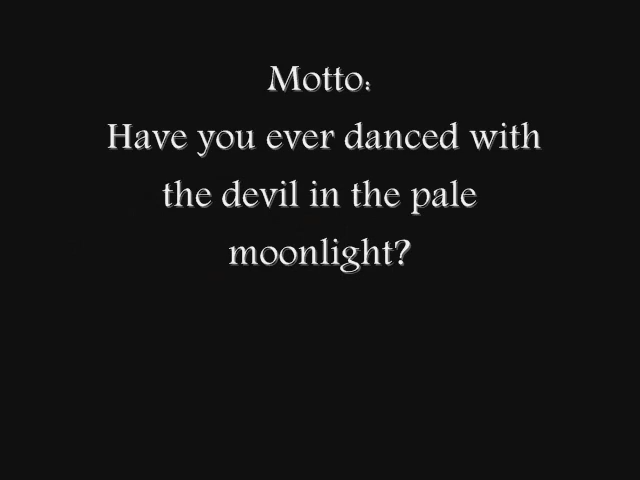 Motto:
Have you ever danced with
the devil in the pale
moonlight?